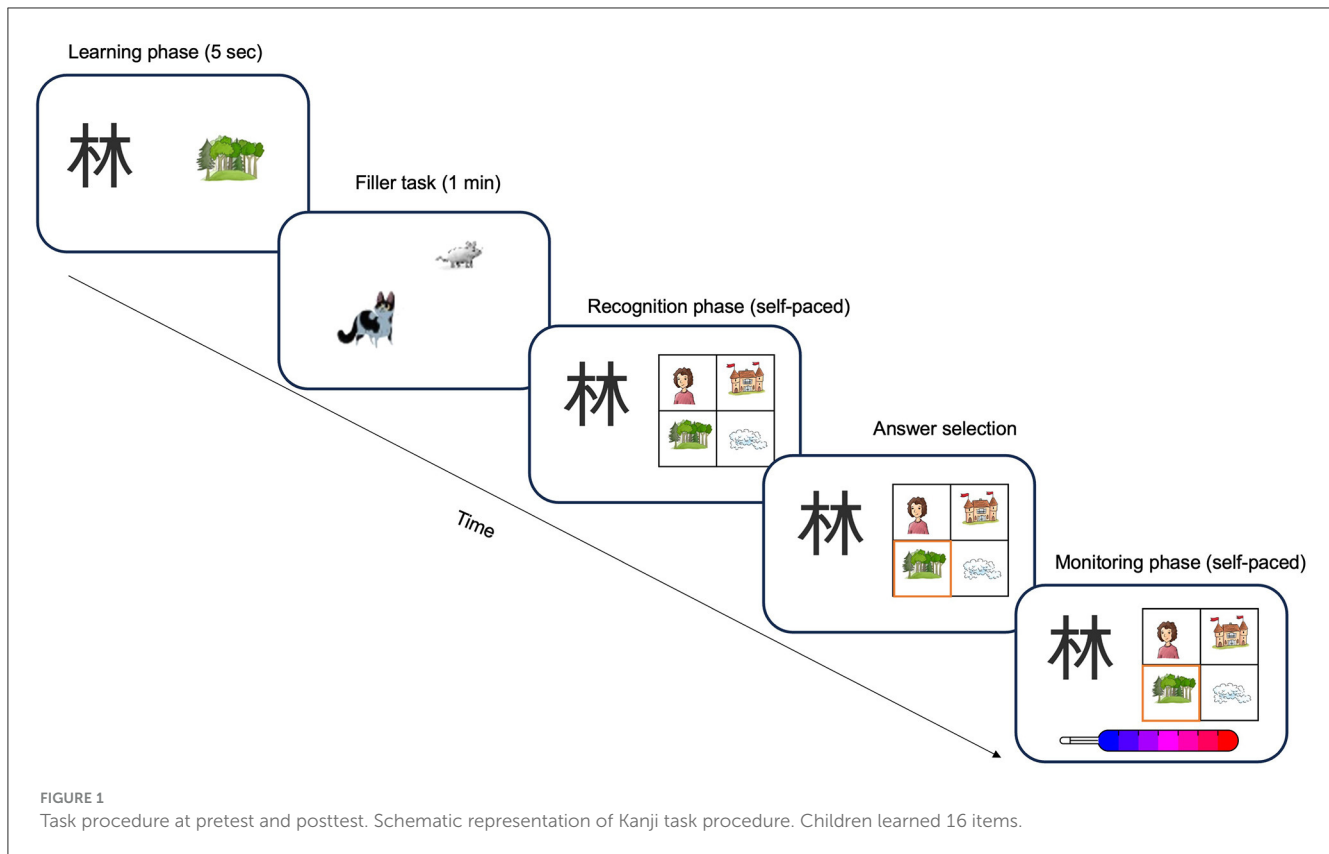 Learning phase (5 sec)
林
Filler task (1 min)
Recognition phase (self-paced)
林
Answer selection
林
Time
Monitoring phase (self-paced)
林
FIGURE 1
Task procedure at pretest and posttest. Schematic representation of Kanji task procedure. Children learned 16 items.